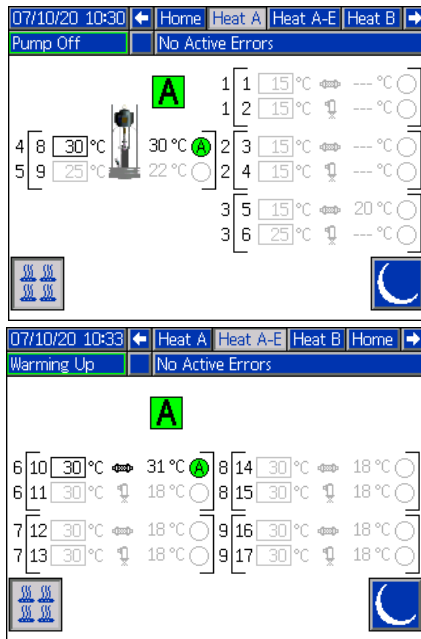 07/10/20 10:30 Home Heat A Heat A-E Heat B
Pump Off No Active Errors
A
1 1 15 °C --- °C
1 2 15 °C --- °C
4 8 30 °C 30 °C A 2 3 15 °C --- °C
5 9 25 °C 22 °C 2 4 15 °C --- °C
3 5 15 °C 20 °C
3 6 25 °C --- °C
07/10/20 10:33 Heat A Heat A-E Heat B Home
Warming Up No Active Errors
A
6 10 30 °C 31 °C A 8 14 30 °C 18 °C
6 11 30 °C 18 °C 8 15 30 °C 18 °C
7 12 30 °C 18 °C 9 16 30 °C 18 °C
7 13 30 °C 18 °C 9 17 30 °C 18 °C